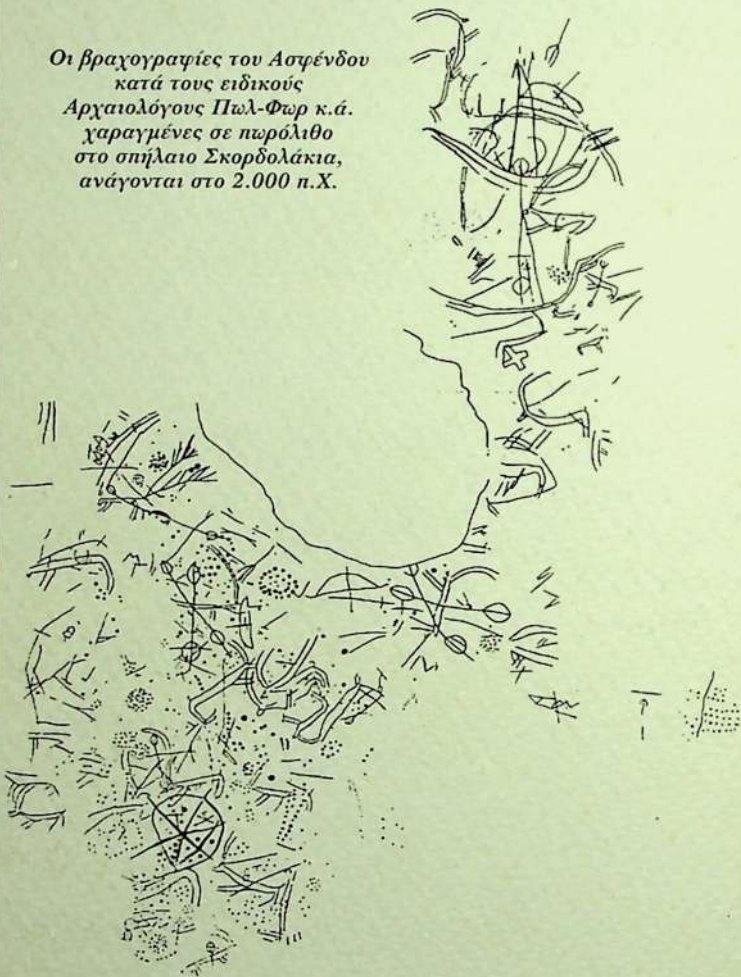 Οι βραχογραφίες του Ασφένδου
κατά τους ειδικούς
Αρχαιολόγους Πωλ-Φωρ κ.ά.
χαραγμένες σε πωρόλιθο
στο σπήλαιο Σκορδολάκια,
ανάγονται στο 2.000 π.Χ.